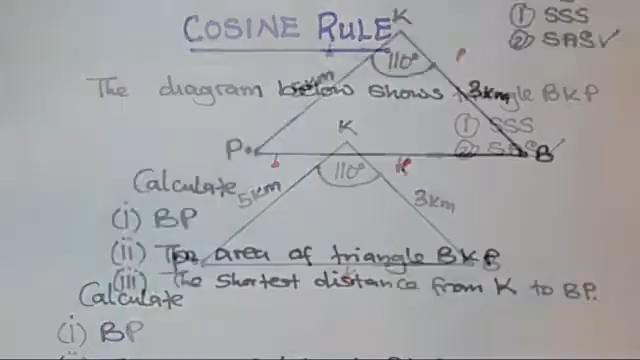 COSINE RULE
① SSS
② SAS✓
K
110°
5km
3km
The diagram below shows triangle BKP
P
B
K
① SSS
② SAS✓
110°
5km
3km
Calculate
(i) BP
(ii) The area of triangle BKP
(iii) The shortest distance from K to BP.
Calculate
(i) BP